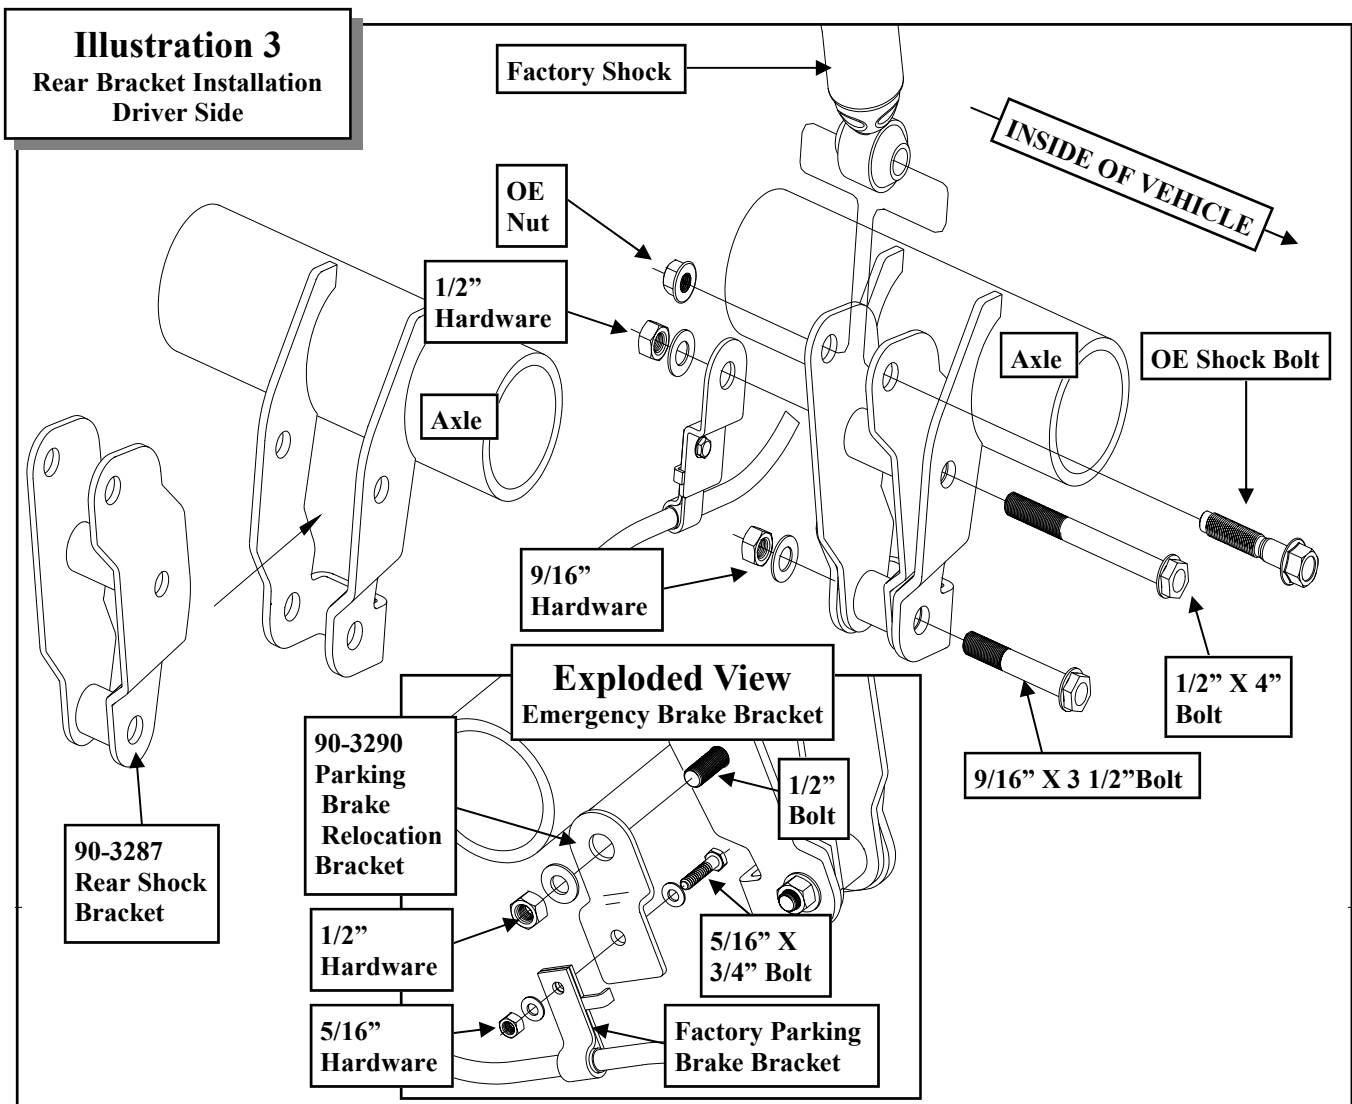 Illustration 3
Rear Bracket Installation
Driver Side
Factory Shock
INSIDE OF VEHICLE
OE
Nut
1/2”
Hardware
Axle
Axle
OE Shock Bolt
9/16”
Hardware
1/2” X 4”
Bolt
9/16” X 3 1/2”Bolt
90-3287
Rear Shock
Bracket
Exploded View
Emergency Brake Bracket
90-3290
Parking
Brake
Relocation
Bracket
1/2”
Bolt
1/2”
Hardware
5/16” X
3/4” Bolt
5/16”
Hardware
Factory Parking
Brake Bracket